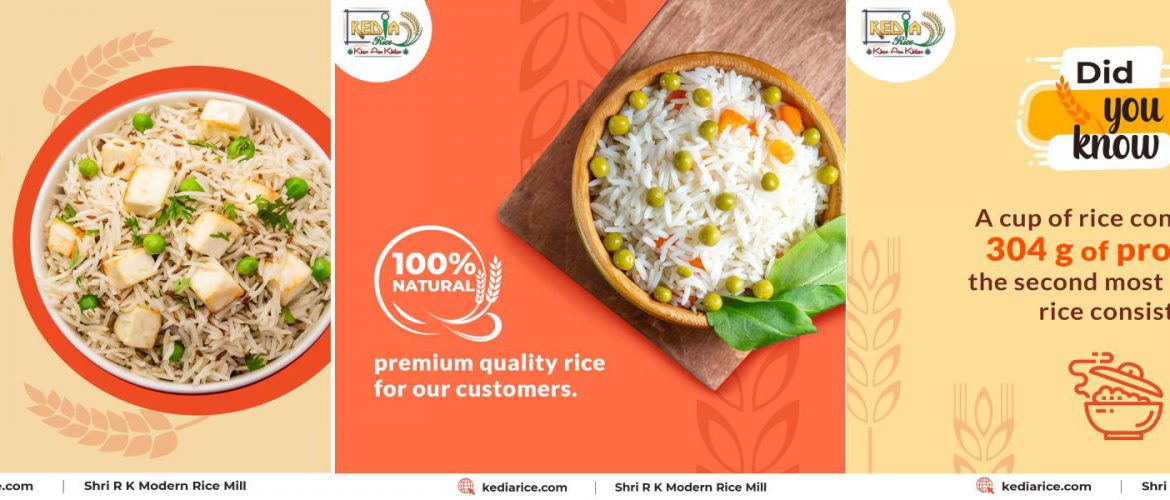 e.com | Shri R K Modern Rice Mill
KEDIA
Rice
100%
NATURAL
premium quality rice
for our customers.
kediarice.com | Shri R K Modern Rice Mill
KEDIA
Rice
Did
you
know
A cup of rice con
304 g of pro
the second most
rice consist
kediarice.com | Shri